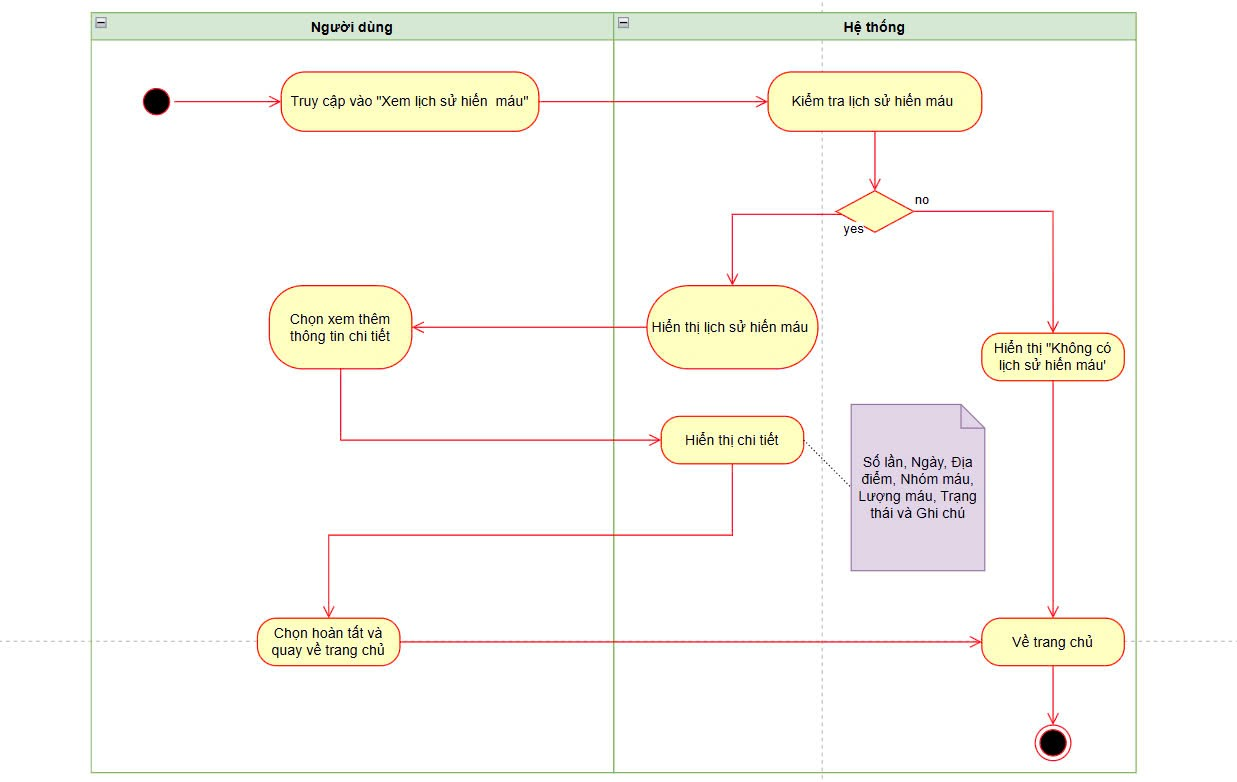 Người dùng
Hệ thống
Truy cập vào "Xem lịch sử hiến  máu"
Kiểm tra lịch sử hiến máu
no
yes
Chọn xem thêm
thông tin chi tiết
Hiển thị lịch sử hiến máu
Hiển thị "Không có
lịch sử hiến máu'
Hiển thị chi tiết
Số lần, Ngày, Địa
điểm, Nhóm máu,
Lượng máu, Trạng
thái và Ghi chú
Chọn hoàn tất và
quay về trang chủ
Về trang chủ